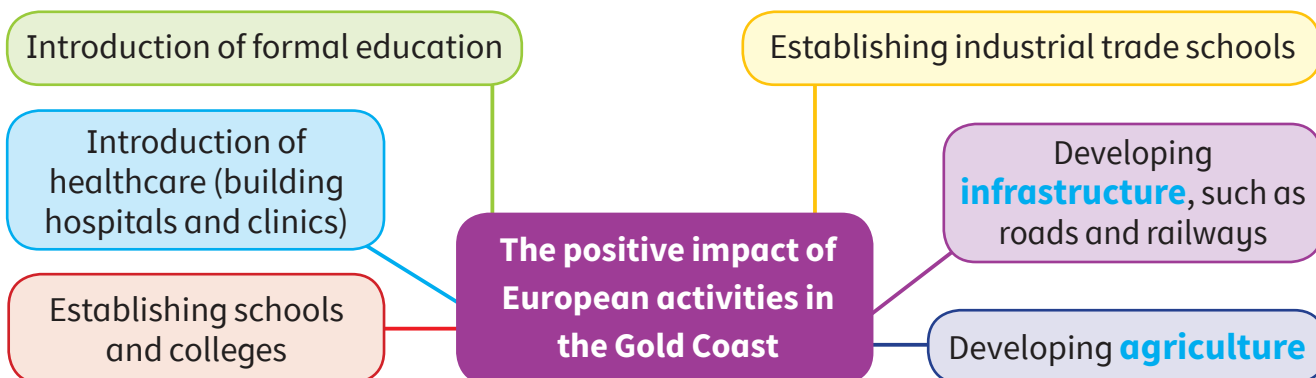 Introduction of formal education
Establishing industrial trade schools
Introduction of
healthcare (building
hospitals and clinics)
Developing
infrastructure, such as
roads and railways
The positive impact of
European activities in
the Gold Coast
Establishing schools
and colleges
Developing agriculture